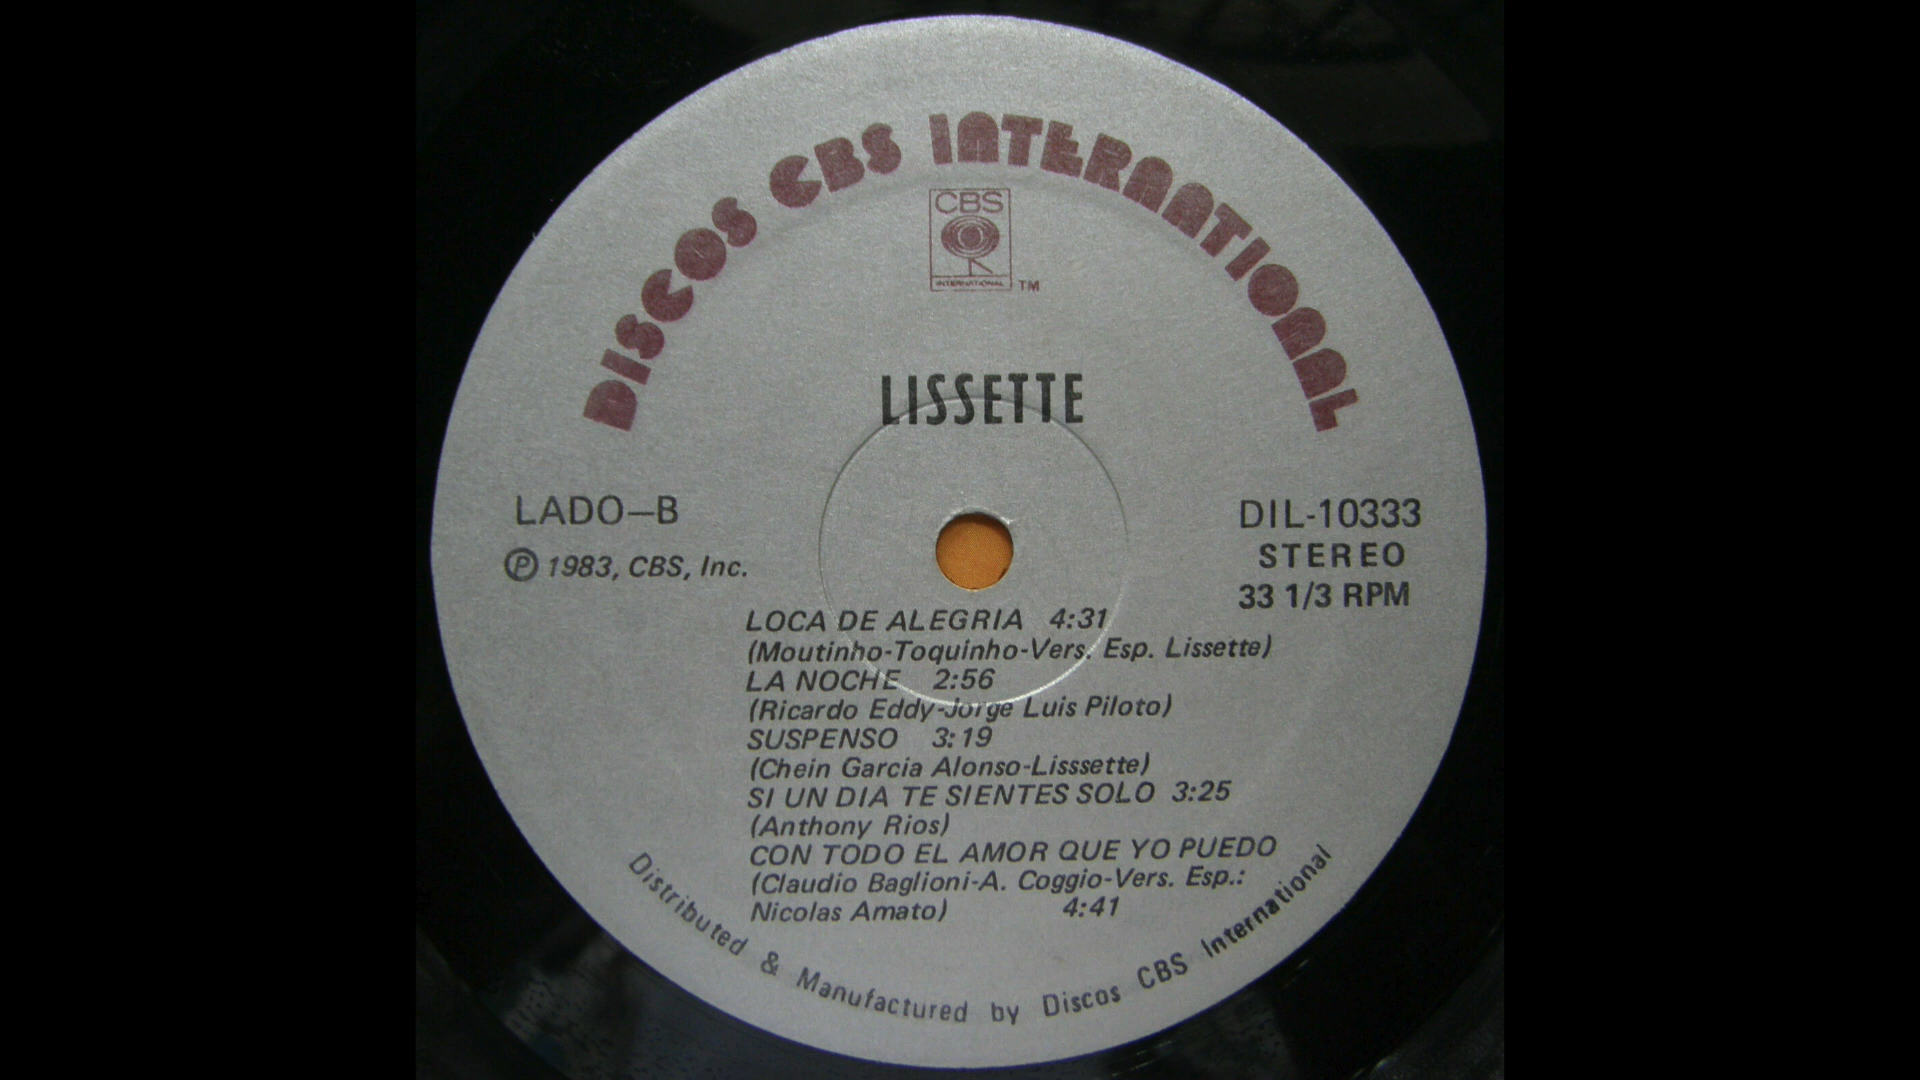 DISCOS CBS INTERNATIONAL
CBS
INTERNATIONAL TM
LISSETTE
LADO—B
℗ 1983, CBS, Inc.
DIL-10333
STEREO
33 1/3 RPM
LOCA DE ALEGRIA 4:31
(Moutinho-Toquinho-Vers. Esp. Lissette)
LA NOCHE 2:56
(Ricardo Eddy-Jorge Luis Piloto)
SUSPENSO 3:19
(Chein Garcia Alonso-Lisssette)
SI UN DIA TE SIENTES SOLO 3:25
(Anthony Rios)
CON TODO EL AMOR QUE YO PUEDO
(Claudio Baglioni-A. Coggio-Vers. Esp.:
Nicolas Amato) 4:41
Distributed & Manufactured by Discos CBS International